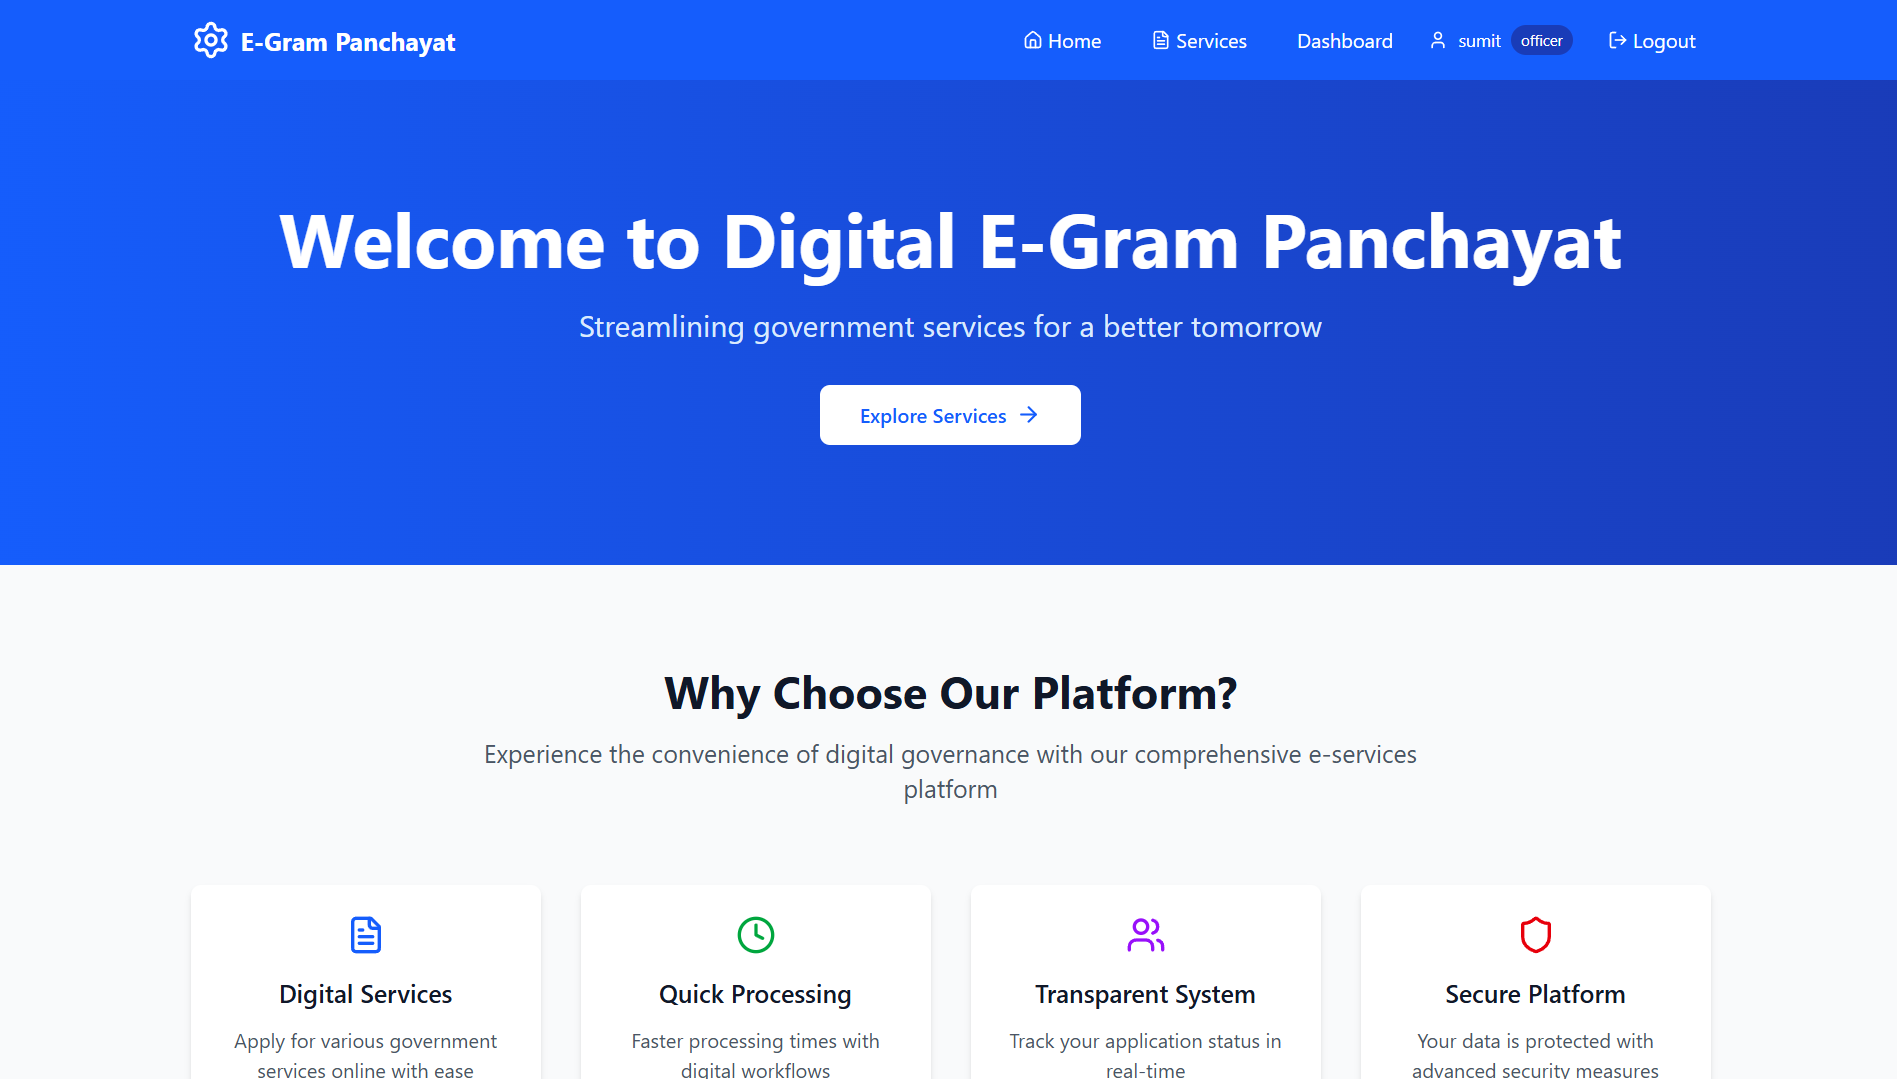 E-Gram Panchayat
Home
Services
Dashboard
sumit
officer
Logout
Welcome to Digital E-Gram Panchayat
Streamlining government services for a better tomorrow
Explore Services
Why Choose Our Platform?
Experience the convenience of digital governance with our comprehensive e-services
platform
Digital Services
Apply for various government
services online with ease
Quick Processing
Faster processing times with
digital workflows
Transparent System
Track your application status in
real-time
Secure Platform
Your data is protected with
advanced security measures